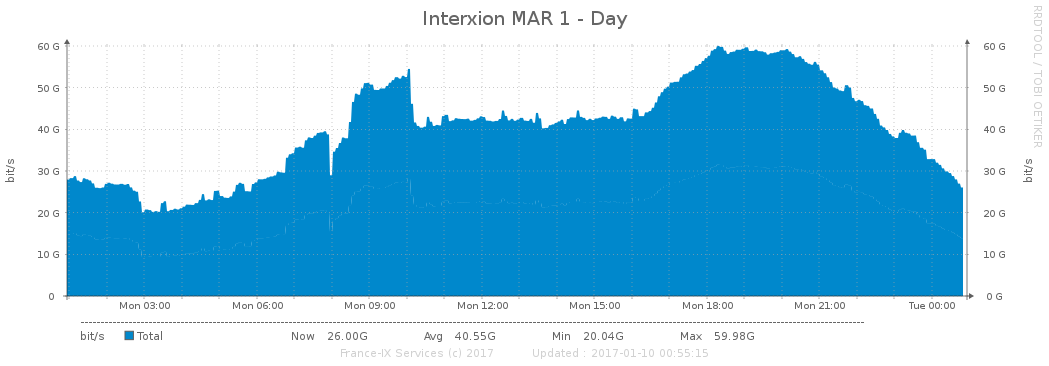 Interxion MAR 1 - Day
RRDTOOL / TOBI OETIKER
bit/s
bit/s
60 G 60 G
50 G 50 G
40 G 40 G
30 G 30 G
20 G 20 G
10 G 10 G
0 0 G
Mon 03:00 Mon 06:00 Mon 09:00 Mon 12:00 Mon 15:00 Mon 18:00 Mon 21:00 Tue 00:00
bit/s Total Now 26.00G Avg 40.55G Min 20.04G Max 59.98G
France-IX Services (c) 2017 Updated : 2017-01-10 00:55:15